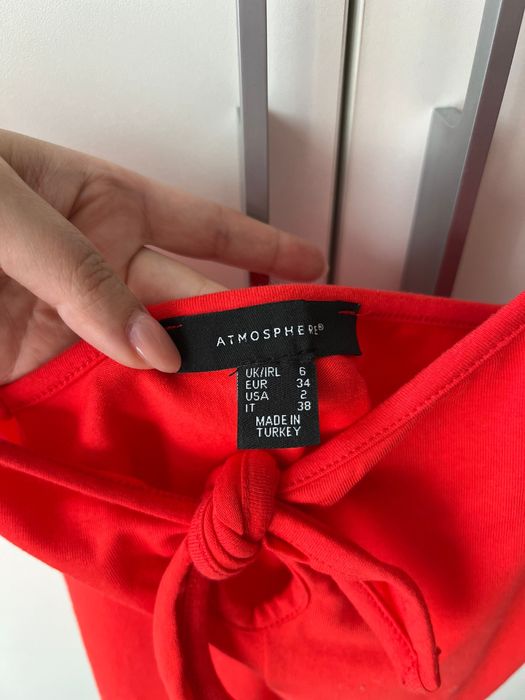 ATMOSPHERE®
UK/IRL 6
EUR 34
USA 2
IT 38
MADE IN
TURKEY